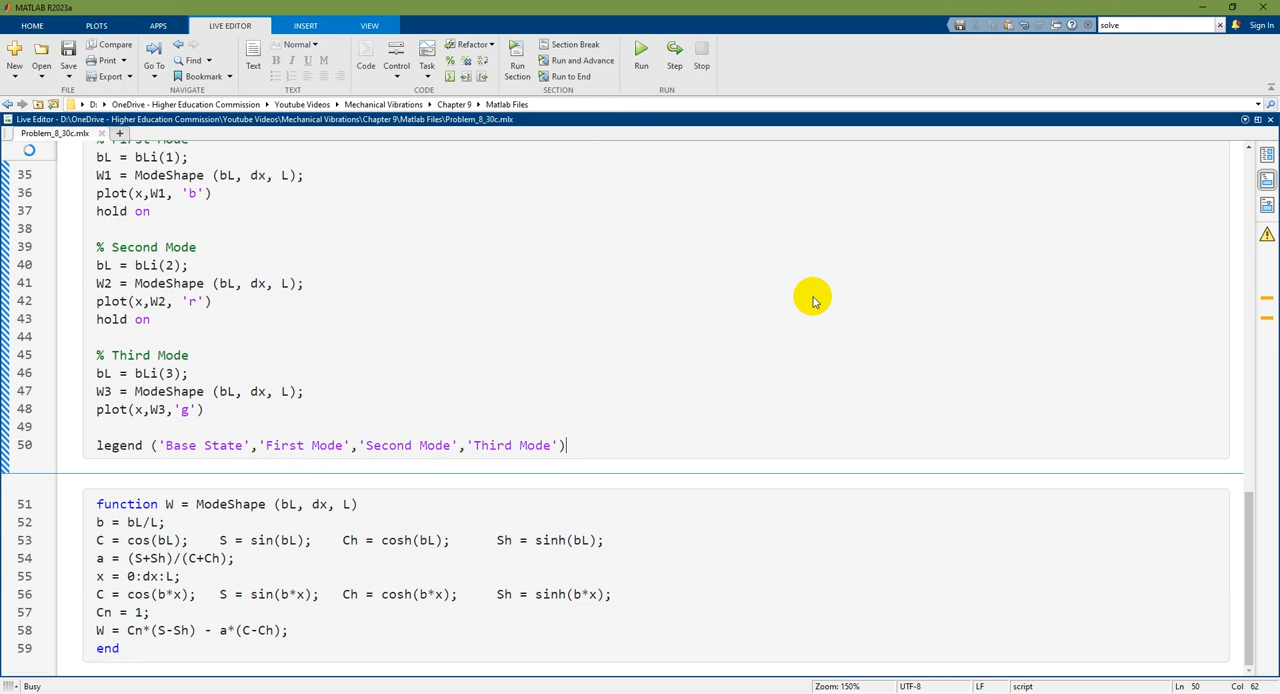 MATLAB R2023a
HOME PLOTS APPS LIVE EDITOR INSERT VIEW solve Sign In
New Open Save Compare Print Export Go To Find Bookmark Text Normal B I U M Code Control Task Refactor Run Section Section Break Run and Advance Run to End Run Step Stop
FILE NAVIGATE TEXT CODE SECTION RUN
D: OneDrive - Higher Education Commission Youtube Videos Mechanical Vibrations Chapter 9 Matlab Files
Live Editor - D:\OneDrive - Higher Education Commission\Youtube Videos\Mechanical Vibrations\Chapter 9\Matlab Files\Problem_8_30c.mlx
Problem_8_30c.mlx
% First Mode
bL = bLi(1);
35 W1 = ModeShape (bL, dx, L);
36 plot(x,W1, 'b')
37 hold on
38
39 % Second Mode
40 bL = bLi(2);
41 W2 = ModeShape (bL, dx, L);
42 plot(x,W2, 'r')
43 hold on
44
45 % Third Mode
46 bL = bLi(3);
47 W3 = ModeShape (bL, dx, L);
48 plot(x,W3,'g')
49
50 legend ('Base State','First Mode','Second Mode','Third Mode')
51 function W = ModeShape (bL, dx, L)
52 b = bL/L;
53 C = cos(bL); S = sin(bL); Ch = cosh(bL); Sh = sinh(bL);
54 a = (S+Sh)/(C+Ch);
55 x = 0:dx:L;
56 C = cos(b*x); S = sin(b*x); Ch = cosh(b*x); Sh = sinh(b*x);
57 Cn = 1;
58 W = Cn*(S-Sh) - a*(C-Ch);
59 end
Busy Zoom: 150% UTF-8 LF script Ln 50 Col 62